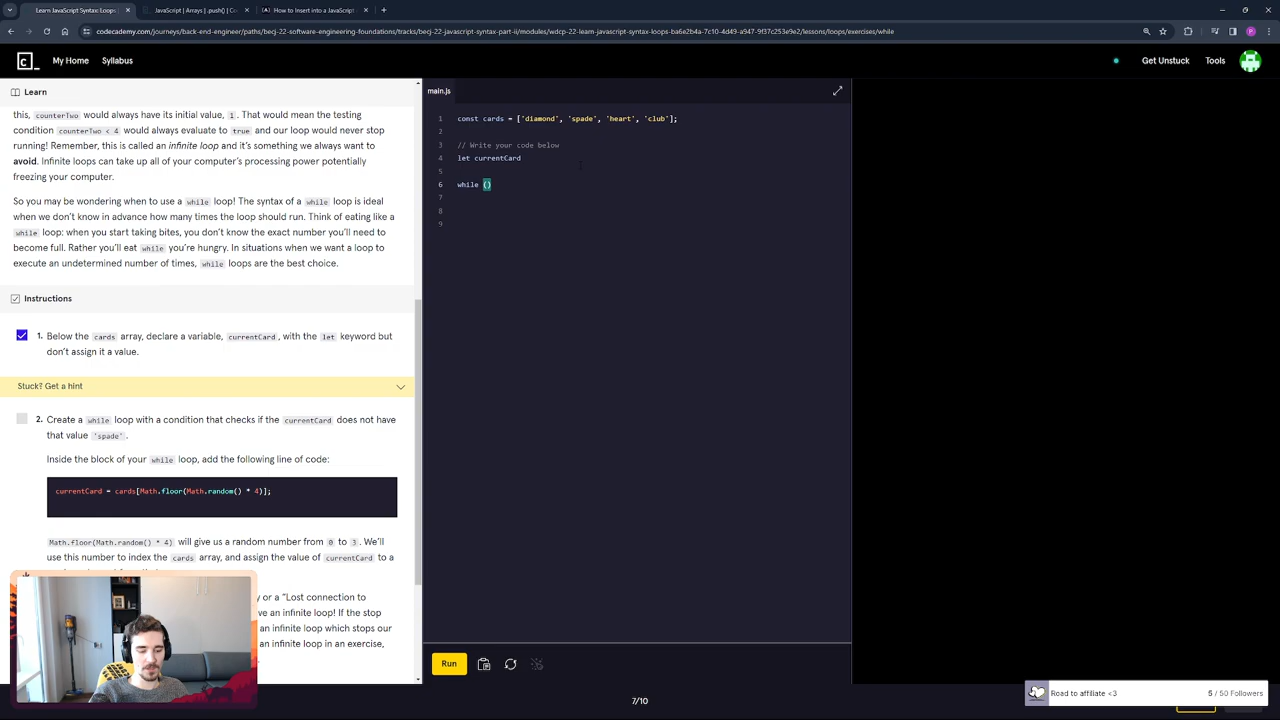 Learn JavaScript Syntax: Loops
JavaScript | Arrays | .push() | Co
How to Insert into a JavaScript
codecademy.com/journeys/back-end-engineer/paths/becj-22-software-engineering-foundations/tracks/becj-22-javascript-syntax-part-ii/modules/wdcp-22-learn-javascript-syntax-loops-ba6e2b4a-7c10-4d49-a947-9f37c253e9e2/lessons/loops/exercises/while
c_ My Home Syllabus Get Unstuck Tools
Learn
main.js
this, counterTwo would always have its initial value, 1. That would mean the testing
condition counterTwo < 4 would always evaluate to true and our loop would never stop
running! Remember, this is called an infinite loop and it's something we always want to
avoid. Infinite loops can take up all of your computer's processing power potentially
freezing your computer.
So you may be wondering when to use a while loop! The syntax of a while loop is ideal
when we don't know in advance how many times the loop should run. Think of eating like a
while loop: when you start taking bites, you don't know the exact number you'll need to
become full. Rather you'll eat while you're hungry. In situations when we want a loop to
execute an undetermined number of times, while loops are the best choice.
Instructions
1. Below the cards array, declare a variable, currentCard, with the let keyword but
don't assign it a value.
Stuck? Get a hint
2. Create a while loop with a condition that checks if the currentCard does not have
that value 'spade'.
Inside the block of your while loop, add the following line of code:
currentCard = cards[Math.floor(Math.random() * 4)];
Math.floor(Math.random() * 4) will give us a random number from 0 to 3. We'll
use this number to index the cards array, and assign the value of currentCard to a
y or a "Lost connection to
ve an infinite loop! If the stop
an infinite loop which stops our
an infinite loop in an exercise,
1 const cards = ['diamond', 'spade', 'heart', 'club'];
2
3 // Write your code below
4 let currentCard
5
6 while ()
7
8
9
Run
7/10
Road to affiliate <3 5 / 50 Followers